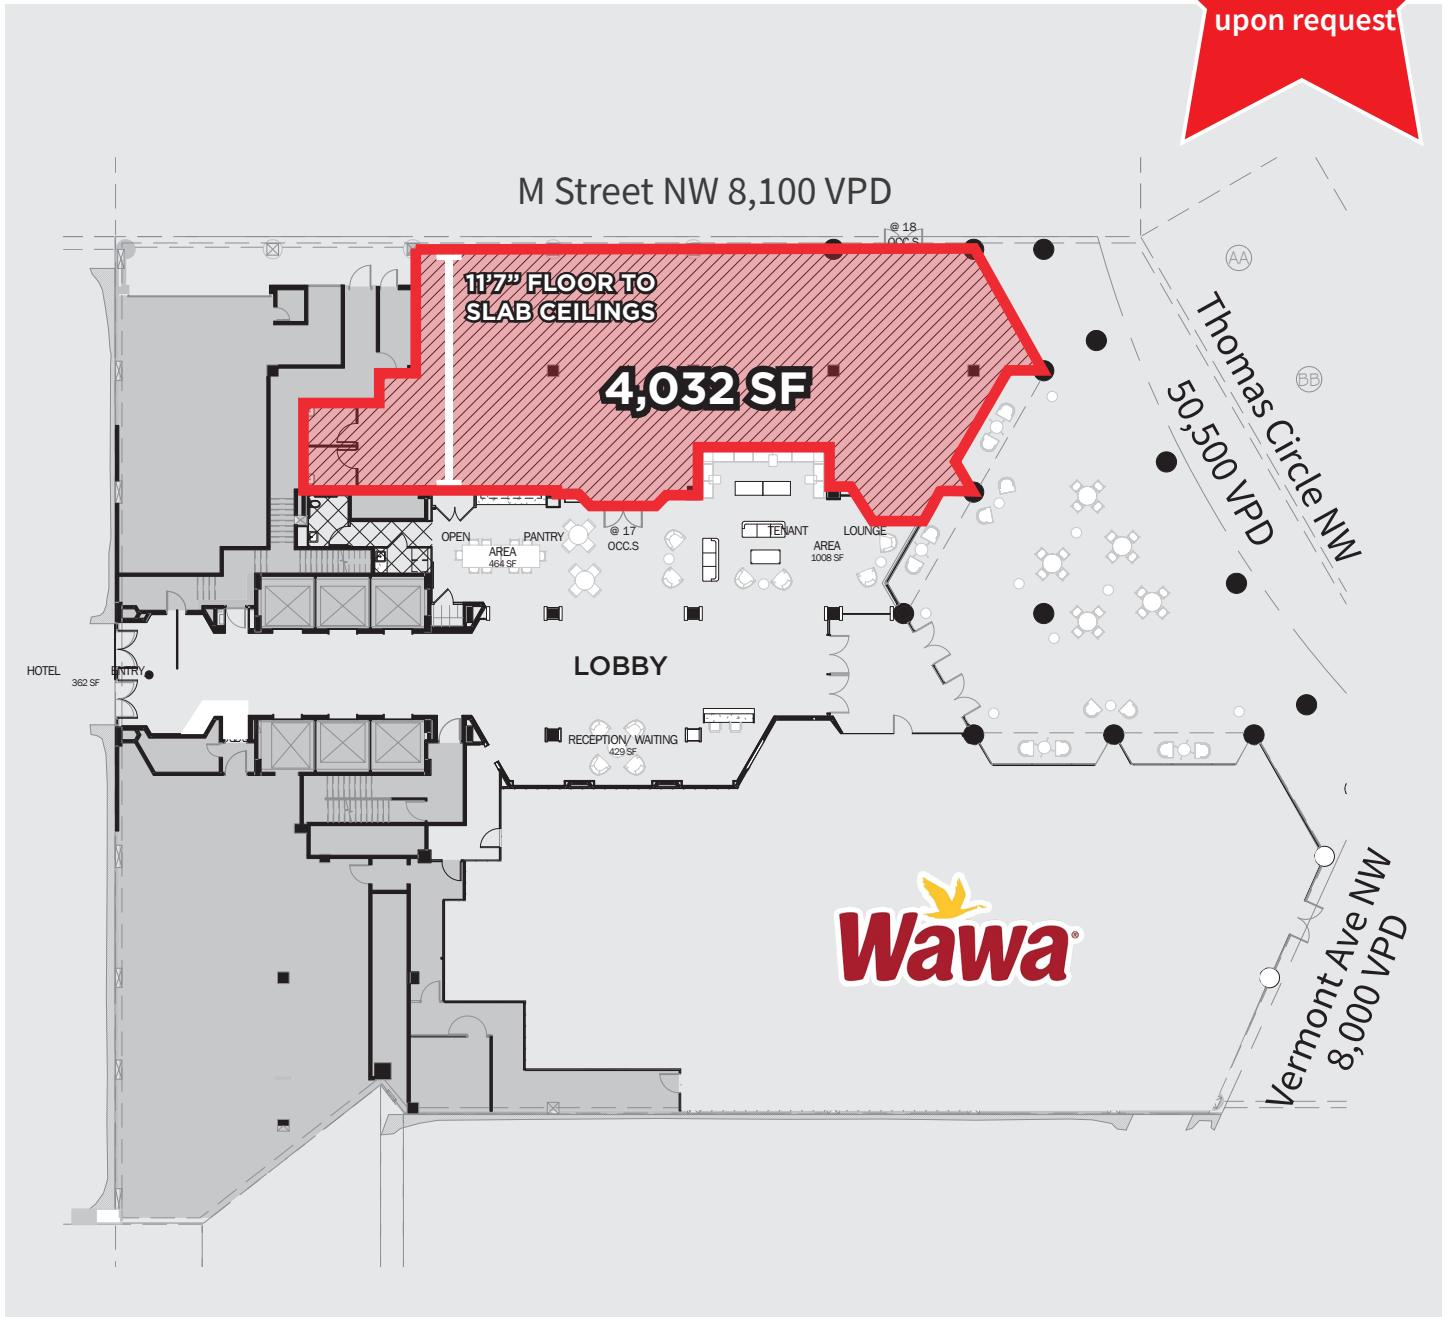 upon request
M Street NW 8,100 VPD
@ 18
OCC.S
11'7" FLOOR TO
SLAB CEILINGS
4,032 SF
AA
BB
Thomas Circle NW
50,500 VPD
OPEN PANTRY
AREA
464 SF
@ 17
OCC.S
TENANT LOUNGE
AREA
1008 SF
HOTEL ENTRY
362 SF
LOBBY
RECEPTION/ WAITING
429 SF
Wawa®
Vermont Ave NW
8,000 VPD